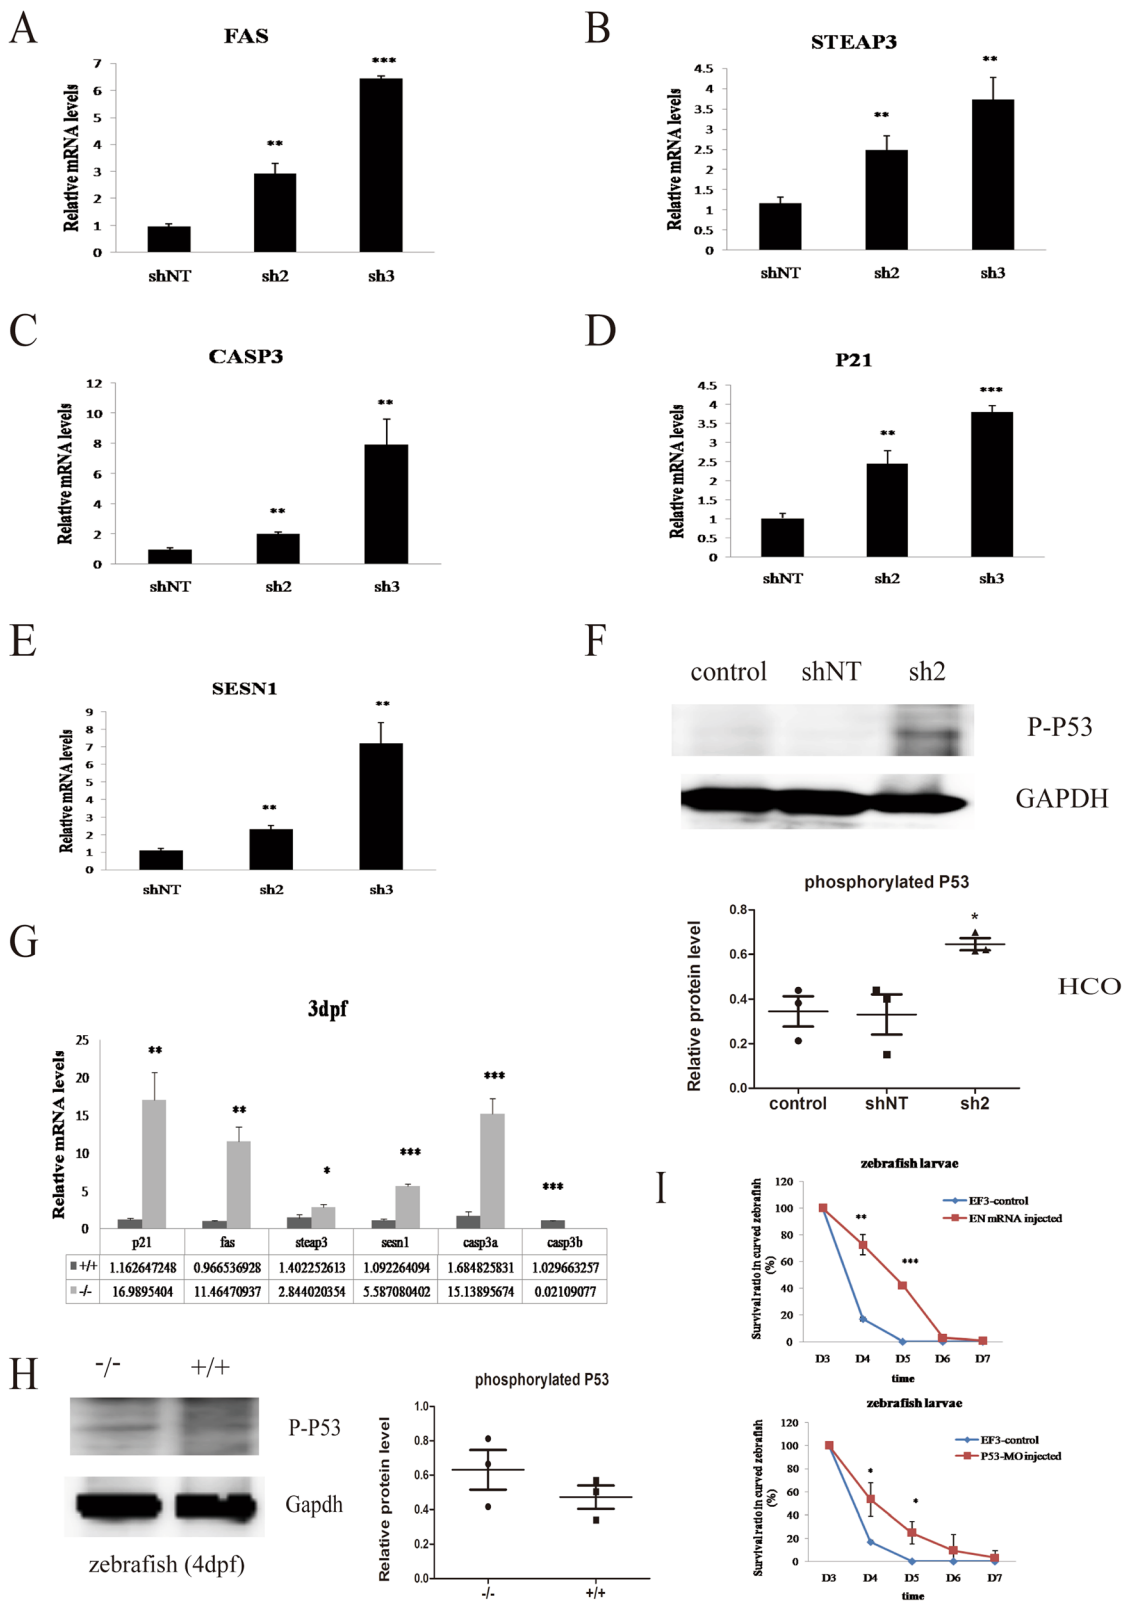 A
FAS
Relative mRNA levels
7
6
5
4
3
2
1
0
**
***
shNT sh2 sh3
B
STEAP3
Relative mRNA levels
4.5
4
3.5
3
2.5
2
1.5
1
0.5
0
**
**
shNT sh2 sh3
C
CASP3
Relative mRNA levels
12
10
8
6
4
2
0
**
**
shNT sh2 sh3
D
P21
Relative mRNA levels
4.5
4
3.5
3
2.5
2
1.5
1
0.5
0
**
***
shNT sh2 sh3
E
SESN1
Relative mRNA levels
9
8
7
6
5
4
3
2
1
0
**
**
shNT sh2 sh3
F
control shNT sh2
P-P53
GAPDH
phosphorylated P53
Relative protein level
0.8
0.6
0.4
0.2
0.0
*
control shNT sh2
HCO
G
3dpf
Relative mRNA levels
25
20
15
10
5
0
** ** * *** *** ***
p21 fas steap3 sesn1 casp3a casp3b
+/+ 1.162647248 0.966536928 1.402252613 1.092264094 1.684825831 1.029663257
-/- 16.9895404 11.46470937 2.844020354 5.587080402 15.13895674 0.02109077
H
-/- +/+
P-P53
Gapdh
zebrafish (4dpf)
phosphorylated P53
Relative protein level
1.0
0.8
0.6
0.4
0.2
0.0
-/- +/+
I
zebrafish larvae
Survival ratio in curved zebrafish
(%)
120
100
80
60
40
20
0
**
***
EF3-control
EN mRNA injected
D3 D4 D5 D6 D7
time
zebrafish larvae
Survival ratio in curved zebrafish
(%)
120
100
80
60
40
20
0
*
*
EF3-control
P53-MO injected
D3 D4 D5 D6 D7
time